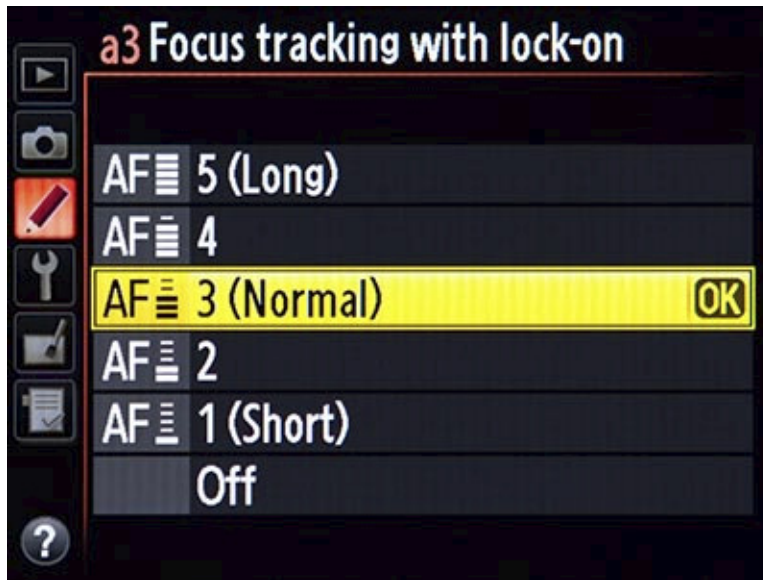 a3 Focus tracking with lock-on
AF 5 (Long)
AF 4
AF 3 (Normal) OK
AF 2
AF 1 (Short)
Off
?